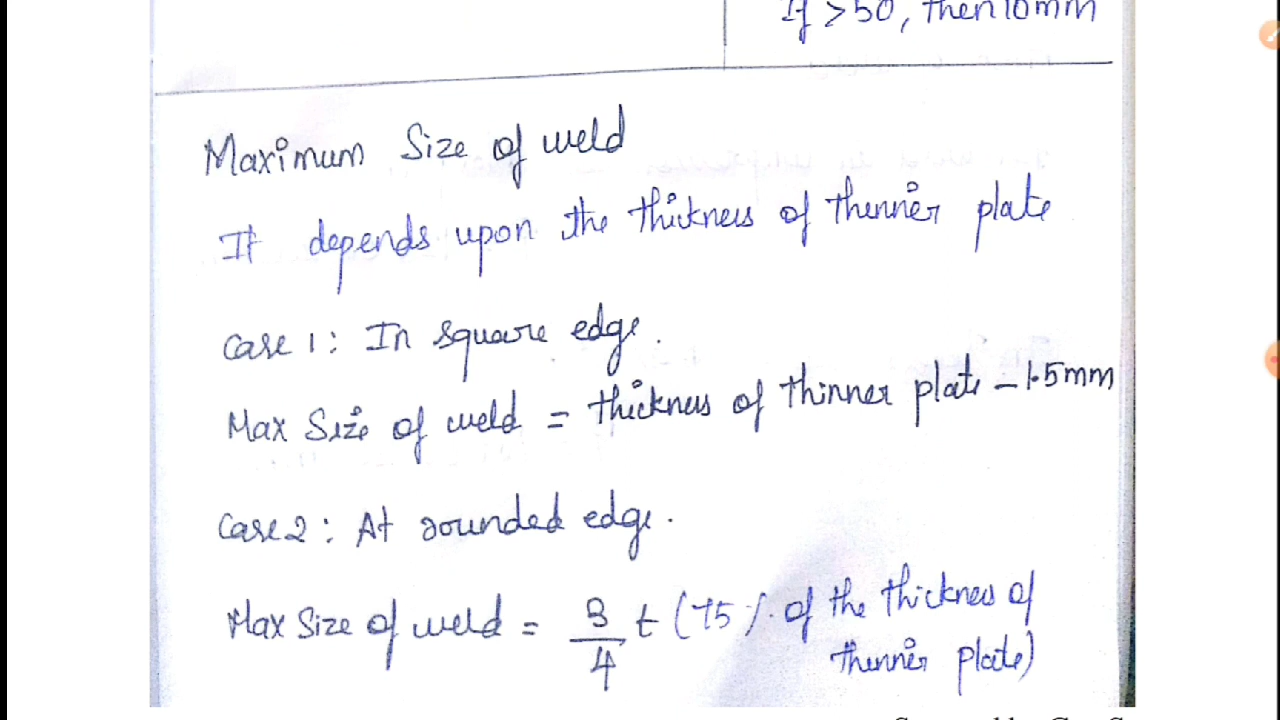 If >50, then 10mm
Maximum Size of weld
It depends upon the thickness of thinner plate
Case 1: In square edge.
Max Size of weld = thickness of thinner plate - 1.5mm
Case 2: At rounded edge.
Max Size of weld = 3/4 t (75% of the thickness of
thinner plate)